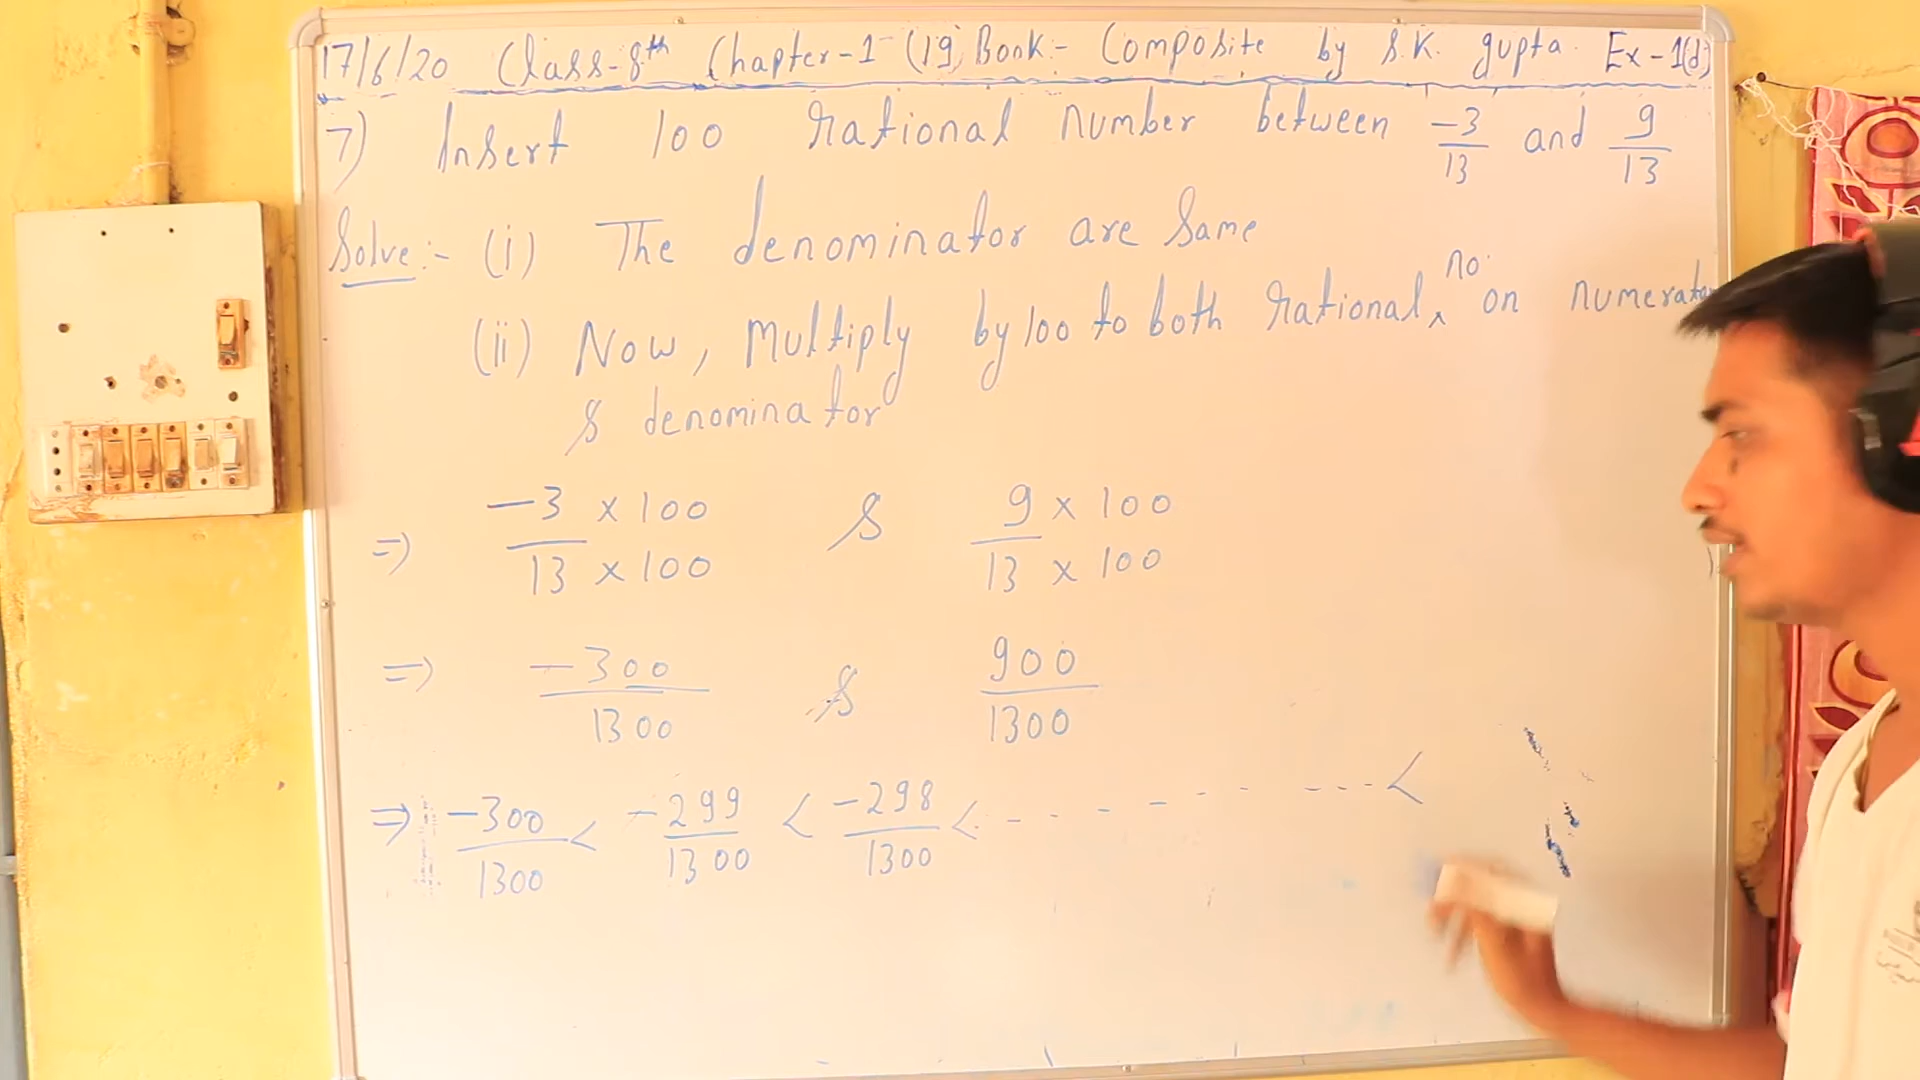 17/6/20 Class-8th Chapter-1 (19) Book:- Composite by S.K. gupta. Ex-1(d)
7) Insert 100 rational number between -3/13 and 9/13
Solve:- (i) The denominator are same
(ii) Now, Multiply by 100 to both rational no. on numerator
& denominator
=> -3 x 100 / 13 x 100 & 9 x 100 / 13 x 100
=> -300/1300 & 900/1300
=> -300/1300 < -299/1300 < -298/1300 < - - - - - - - - - - <